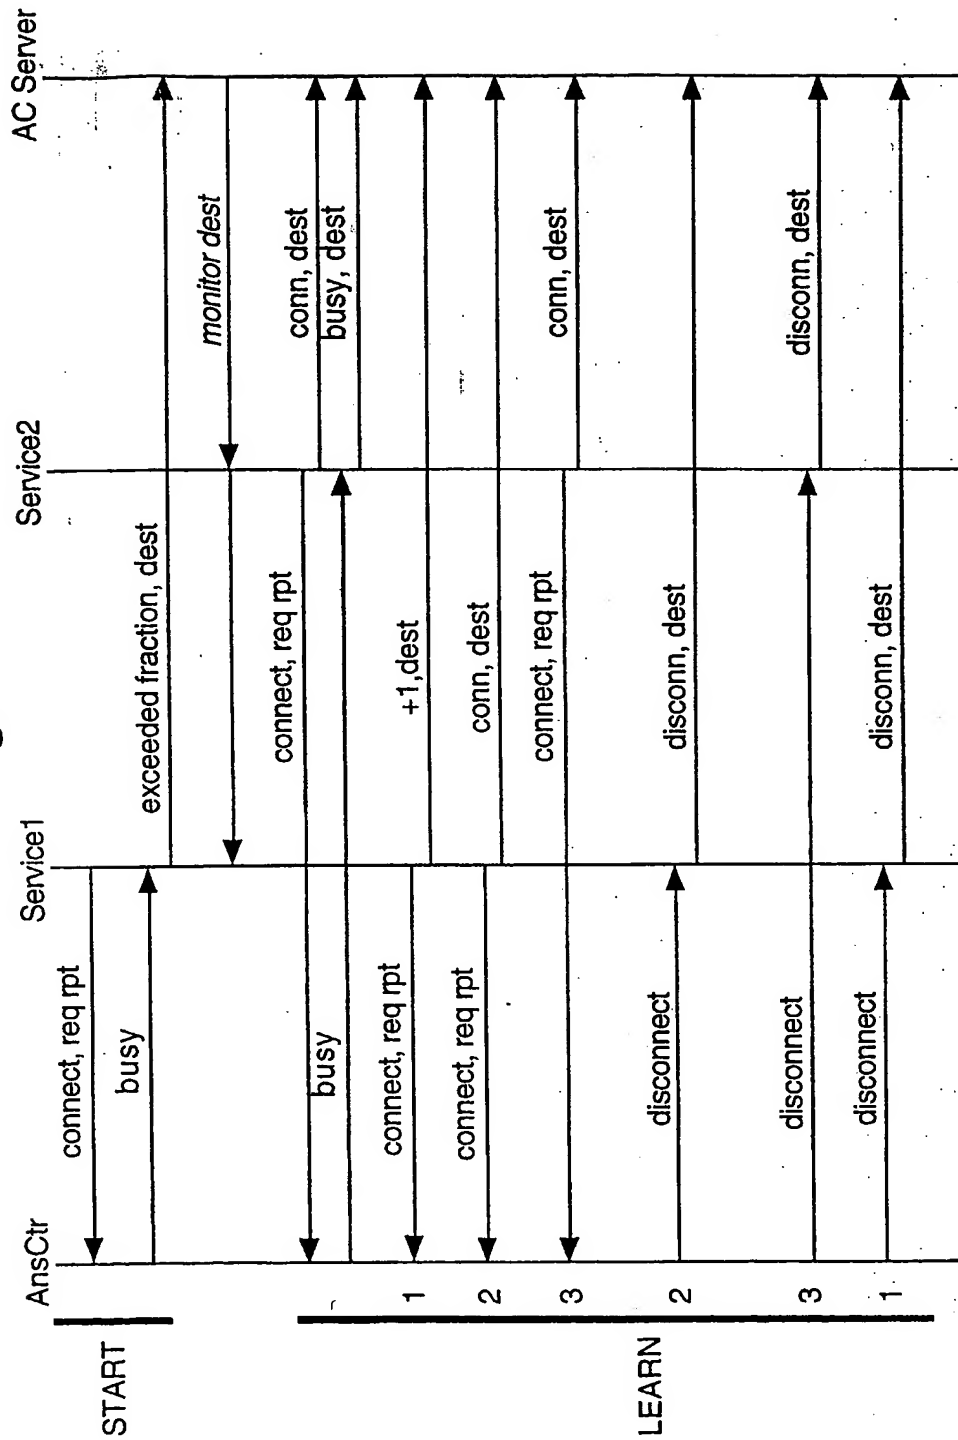 AnsCtr
Service1
Service2
AC Server
START
connect, req rpt
busy
exceeded fraction, dest
monitor dest
LEARN
connect, req rpt
conn, dest
busy
busy, dest
1
connect, req rpt
+1,dest
2
connect, req rpt
conn, dest
3
connect, req rpt
conn, dest
2
disconnect
disconn, dest
3
disconnect
disconn, dest
1
disconnect
disconn, dest